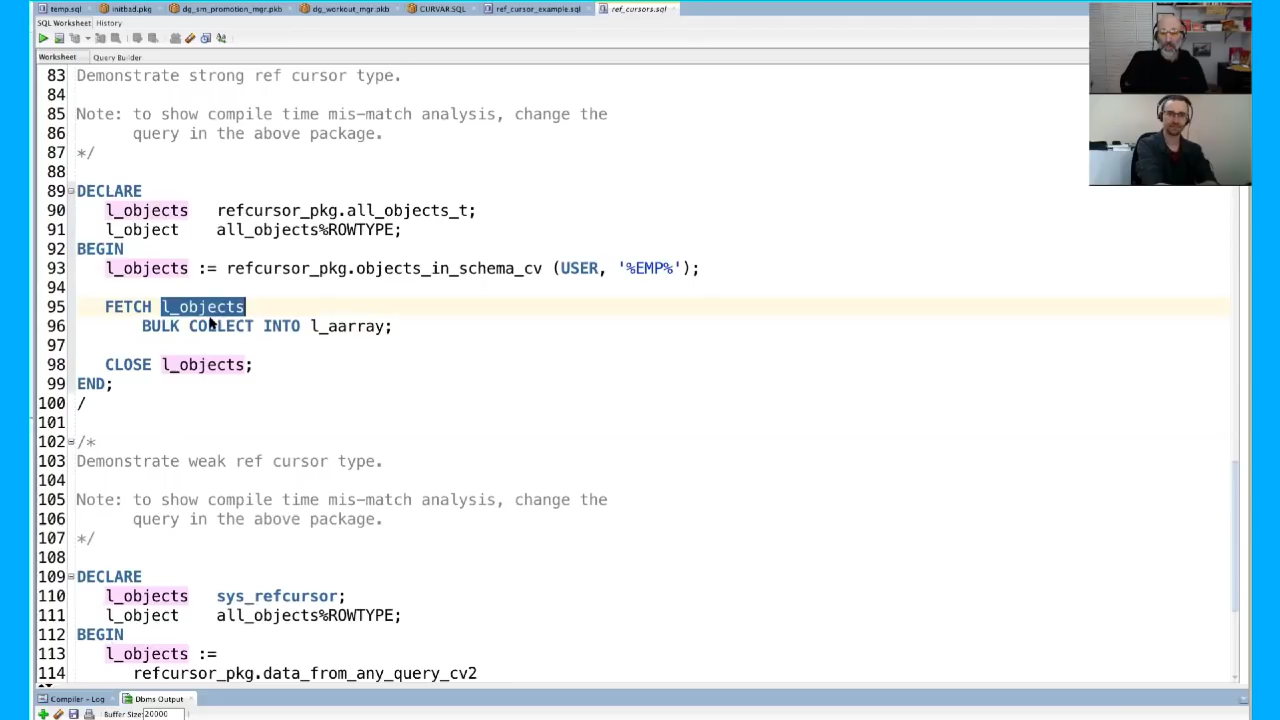 temp.sql initbsd.pkg dg_sm_promotion_mgr.pkb dg_workout_mgr.pkb CURVAR.SQL ref_cursor_example.sql ref_cursors.sql
SQL Worksheet History
Worksheet Query Builder
83 Demonstrate strong ref cursor type.
84
85 Note: to show compile time mis-match analysis, change the
86 query in the above package.
87 */
88
89 DECLARE
90 l_objects refcursor_pkg.all_objects_t;
91 l_object all_objects%ROWTYPE;
92 BEGIN
93 l_objects := refcursor_pkg.objects_in_schema_cv (USER, '%EMP%');
94
95 FETCH l_objects
96 BULK COLLECT INTO l_aarray;
97
98 CLOSE l_objects;
99 END;
100 /
101
102 /*
103 Demonstrate weak ref cursor type.
104
105 Note: to show compile time mis-match analysis, change the
106 query in the above package.
107 */
108
109 DECLARE
110 l_objects sys_refcursor;
111 l_object all_objects%ROWTYPE;
112 BEGIN
113 l_objects :=
114 refcursor_pkg.data_from_any_query_cv2
Compiler - Log Dbms Output
Buffer Size: 20000